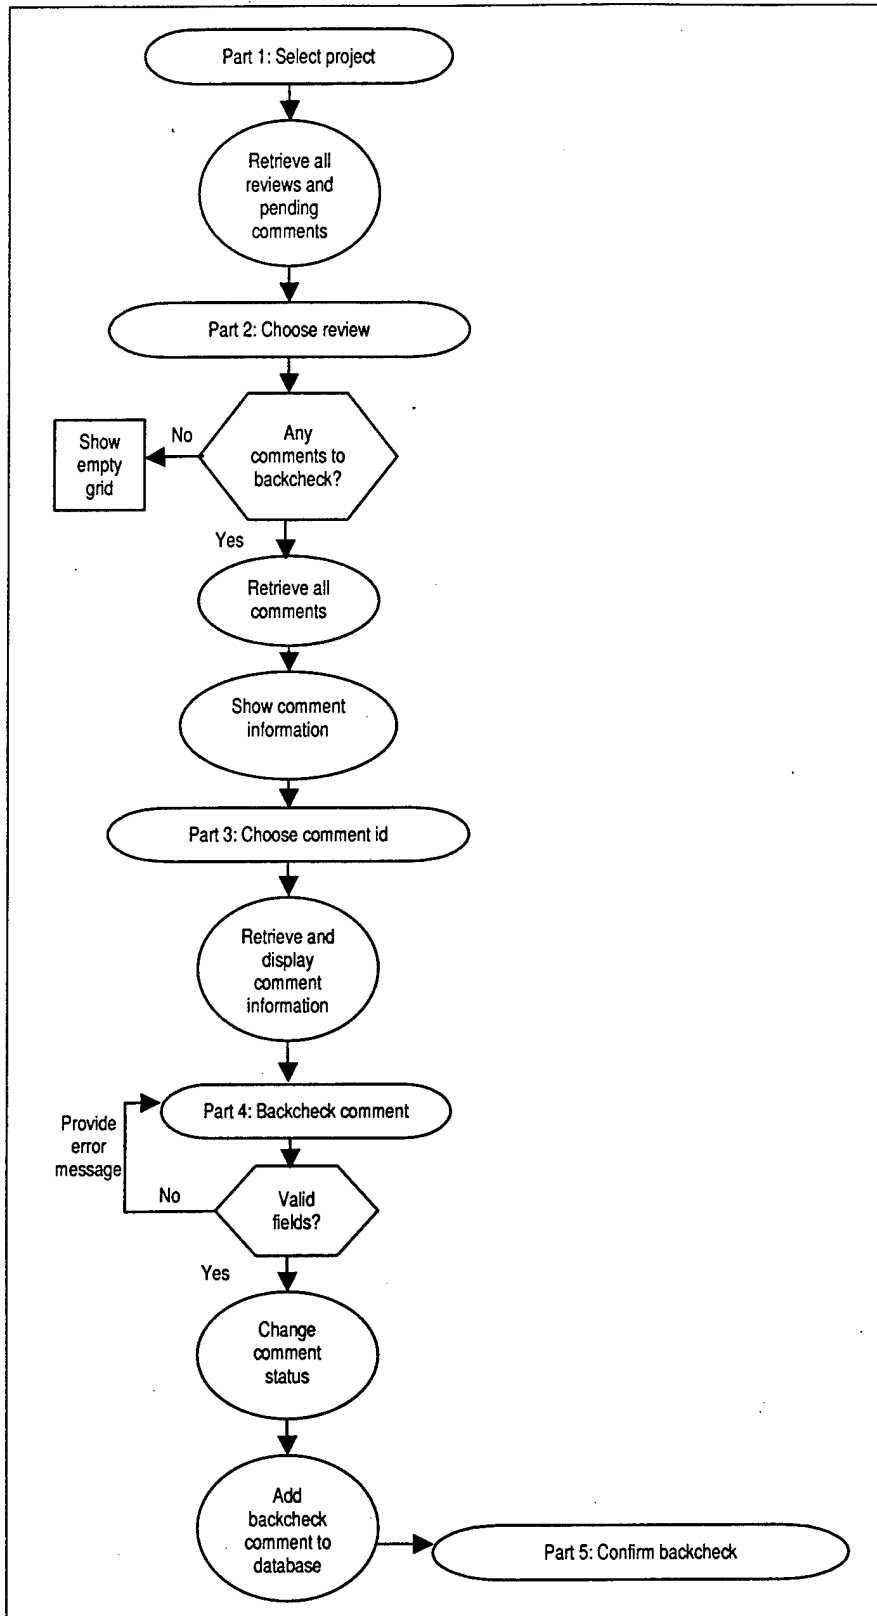 Part 1: Select project
Retrieve all
reviews and
pending
comments
Part 2: Choose review
Any
comments to
backcheck?
No
Show
empty
grid
Yes
Retrieve all
comments
Show comment
information
Part 3: Choose comment id
Retrieve and
display
comment
information
Part 4: Backcheck comment
Provide
error
message
No
Valid
fields?
Yes
Change
comment
status
Add
backcheck
comment to
database
Part 5: Confirm backcheck